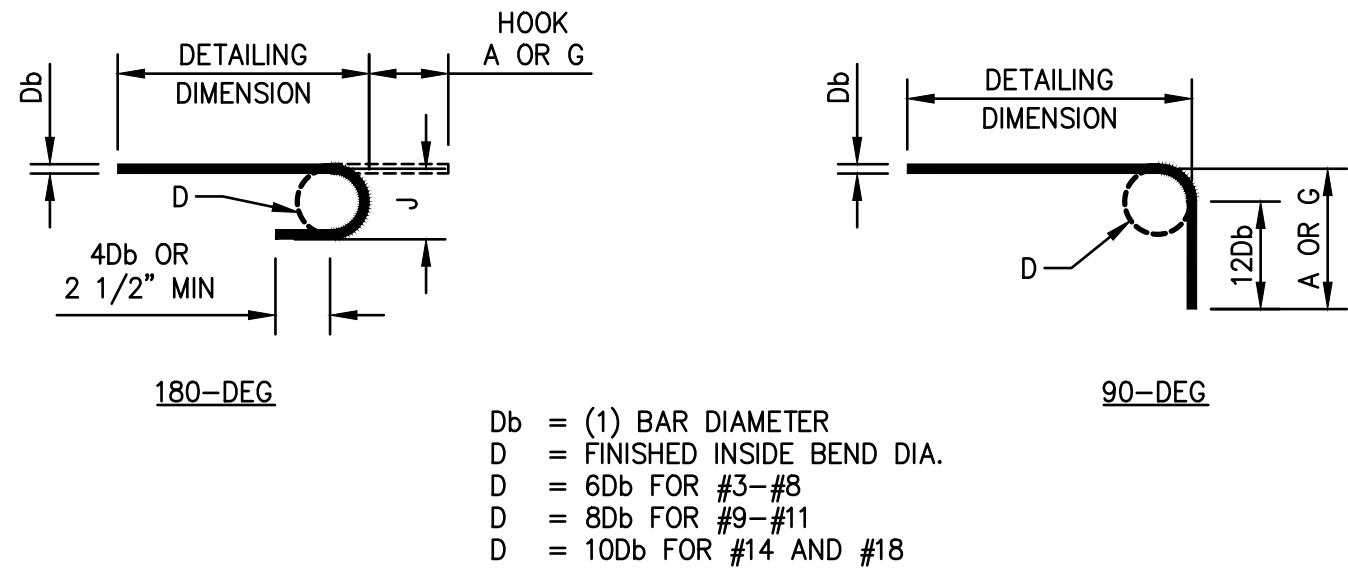 HOOK
A OR G
DETAILING
DIMENSION
Db
D
J
4Db OR
2 1/2" MIN
180-DEG
DETAILING
DIMENSION
Db
D
12Db
A OR G
90-DEG
Db = (1) BAR DIAMETER
D = FINISHED INSIDE BEND DIA.
D = 6Db FOR #3-#8
D = 8Db FOR #9-#11
D = 10Db FOR #14 AND #18